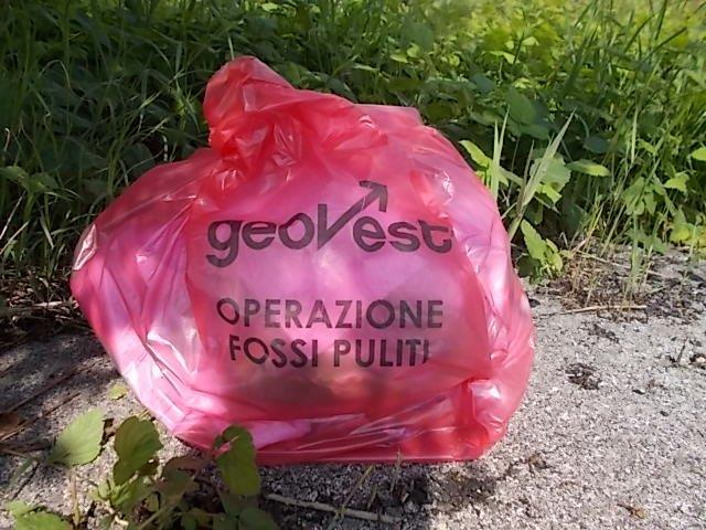 geovest
OPERAZIONE
FOSSI PULITI